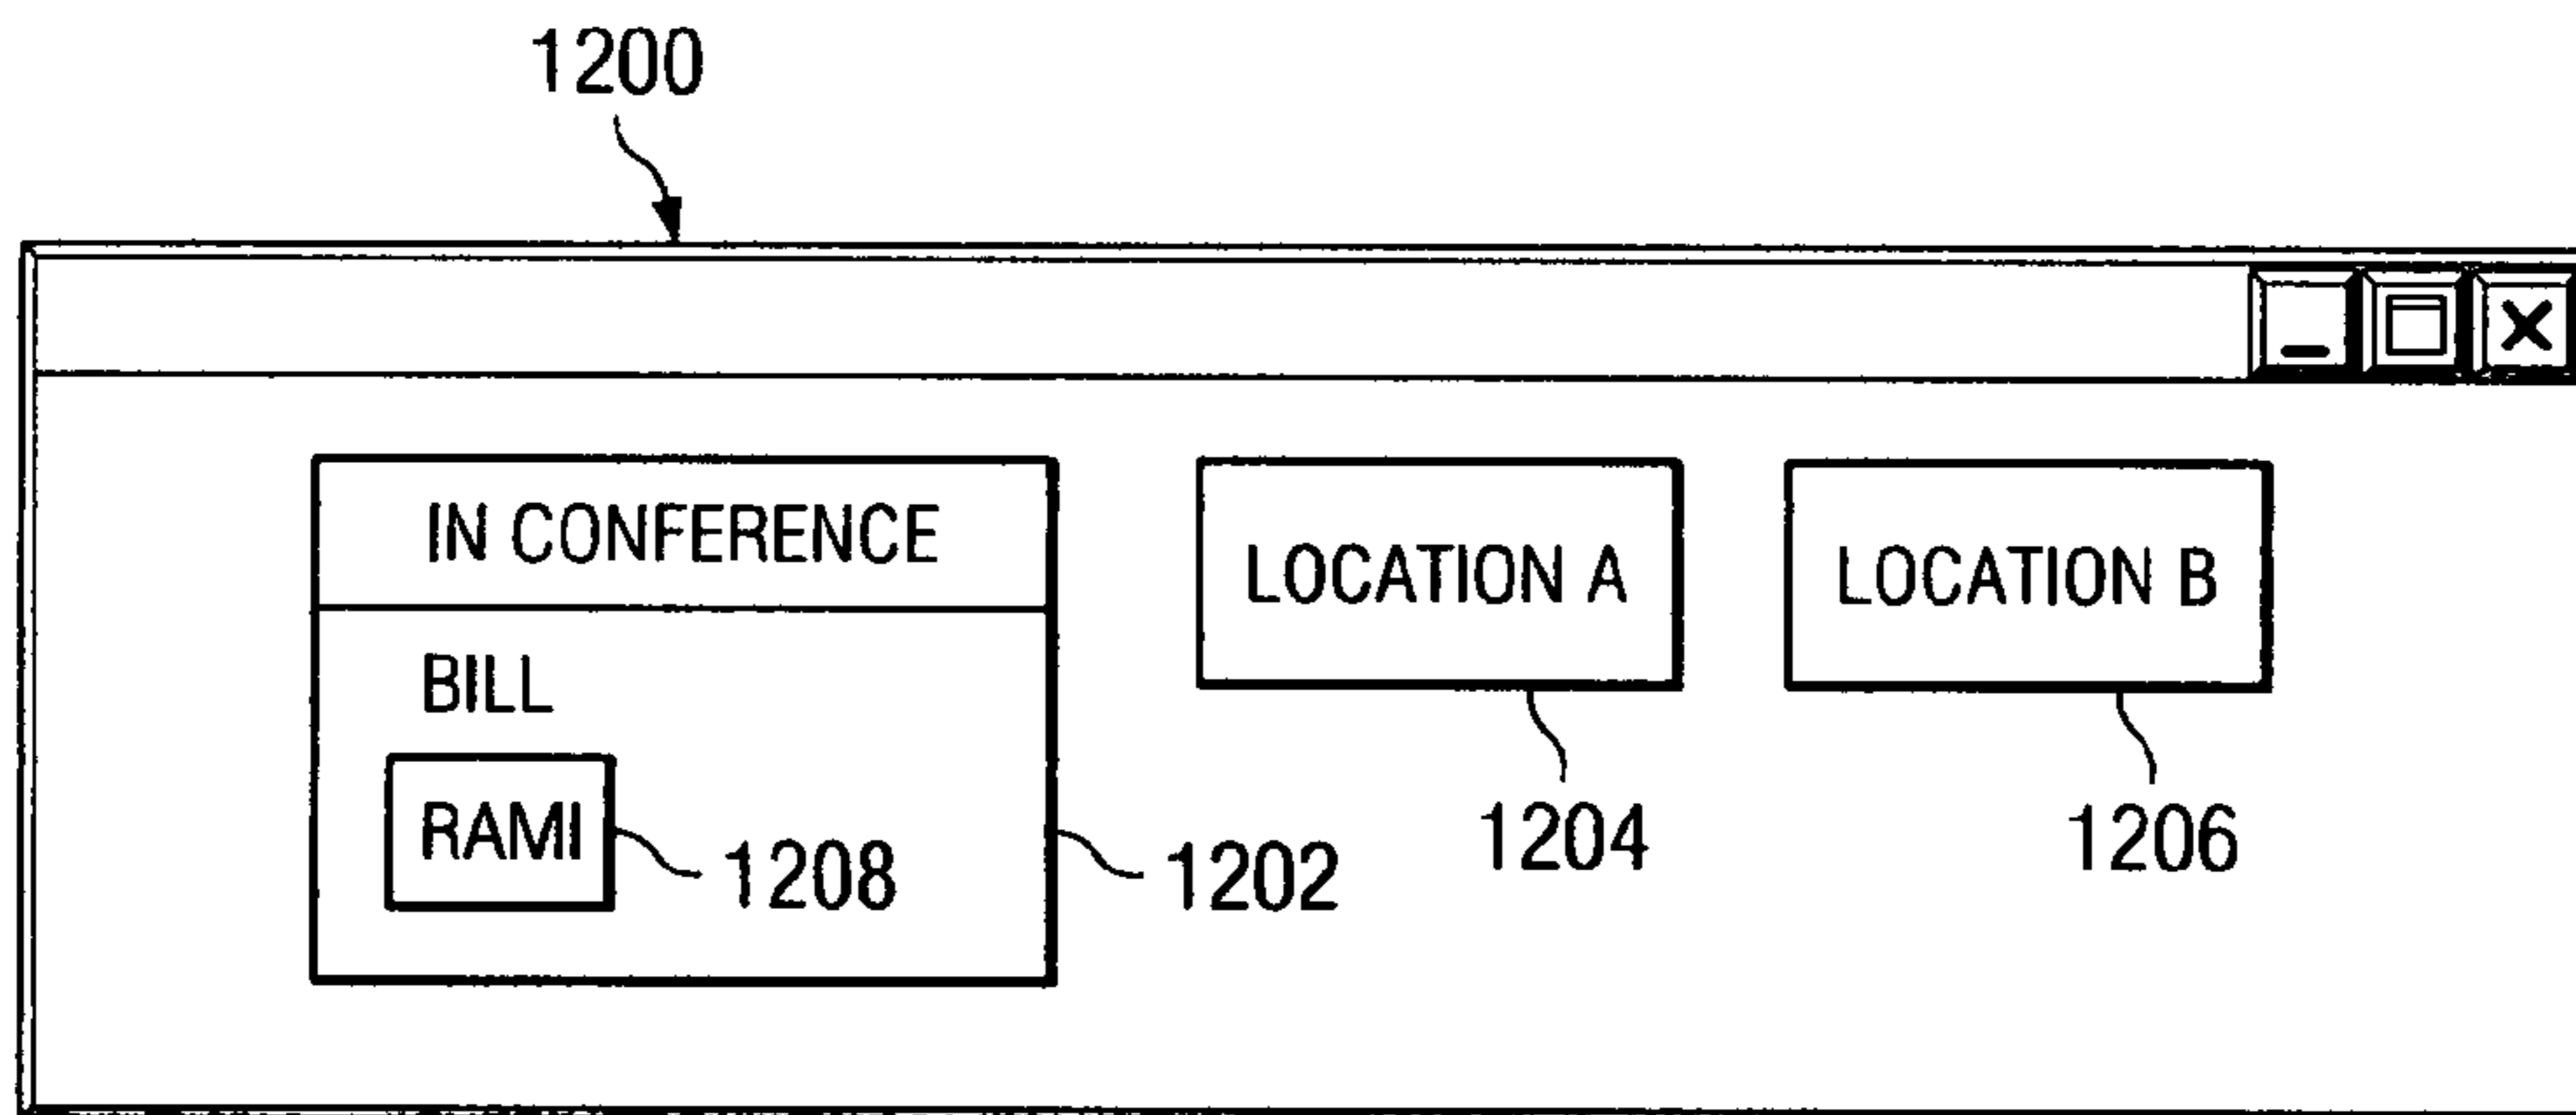 1200
IN CONFERENCE
BILL
RAMI
1208
1202
LOCATION A
1204
LOCATION B
1206